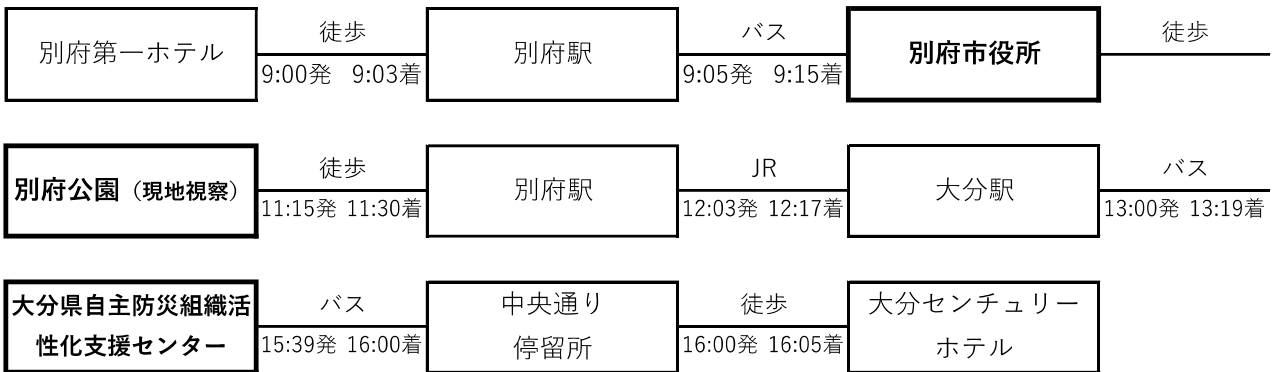 別府第一ホテル
徒歩
9:00発 9:03着
別府駅
バス
9:05発 9:15着
別府市役所
徒歩
別府公園（現地視察）
徒歩
11:15発 11:30着
別府駅
JR
12:03発 12:17着
大分駅
バス
13:00発 13:19着
大分県自主防災組織活
性化支援センター
バス
15:39発 16:00着
中央通り
停留所
徒歩
16:00発 16:05着
大分センチュリー
ホテル